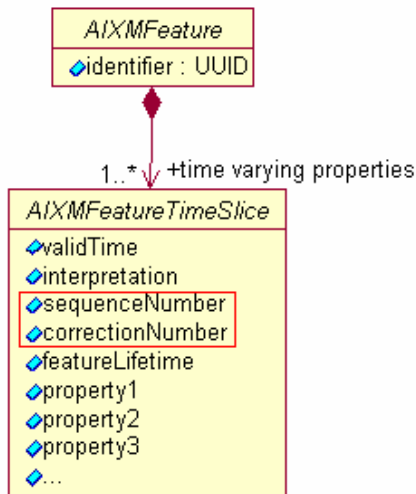 AIXMFeature
identifier : UUID
1..* +time varying properties
AIXMFeatureTimeSlice
validTime
interpretation
sequenceNumber
correctionNumber
featureLifetime
property1
property2
property3
...